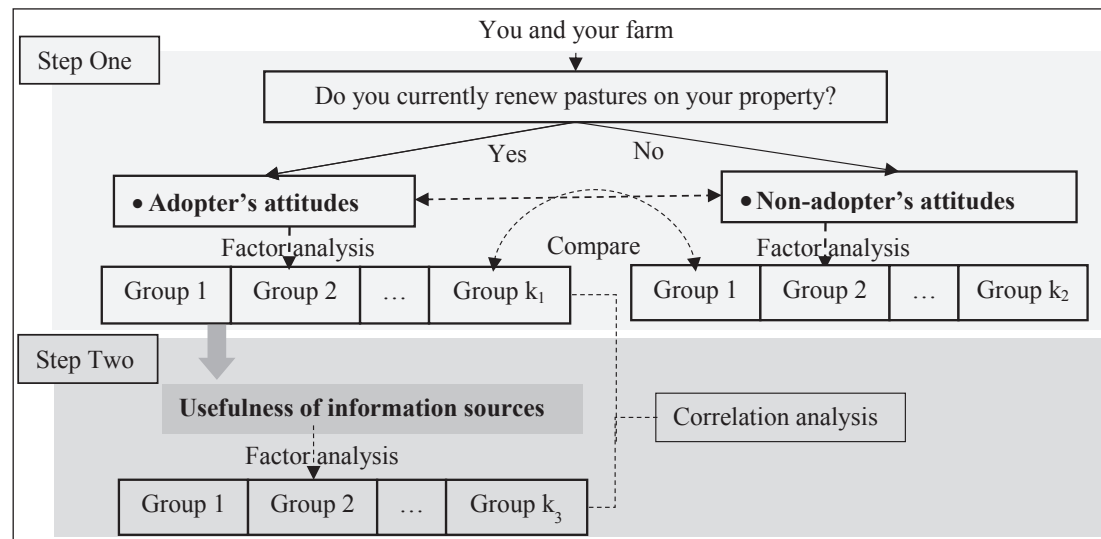 You and your farm
Step One
Do you currently renew pastures on your property?
Yes
No
• Adopter's attitudes
• Non-adopter's attitudes
Factor analysis
Compare
Factor analysis
Group 1
Group 2
…
Group k₁
Group 1
Group 2
…
Group k₂
Step Two
Usefulness of information sources
Correlation analysis
Factor analysis
Group 1
Group 2
…
Group k₃